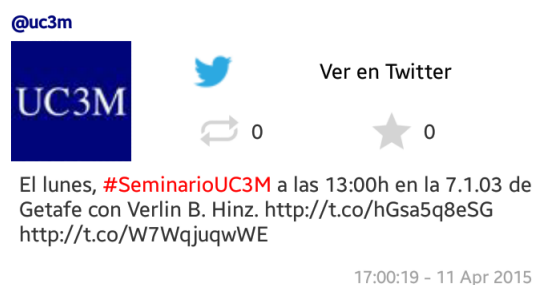 @uc3m
UC3M
Ver en Twitter
0 0
El lunes, #SeminarioUC3M a las 13:00h en la 7.1.03 de
Getafe con Verlin B. Hinz. http://t.co/hGsa5q8eSG
http://t.co/W7WqjuqwWE
17:00:19 - 11 Apr 2015